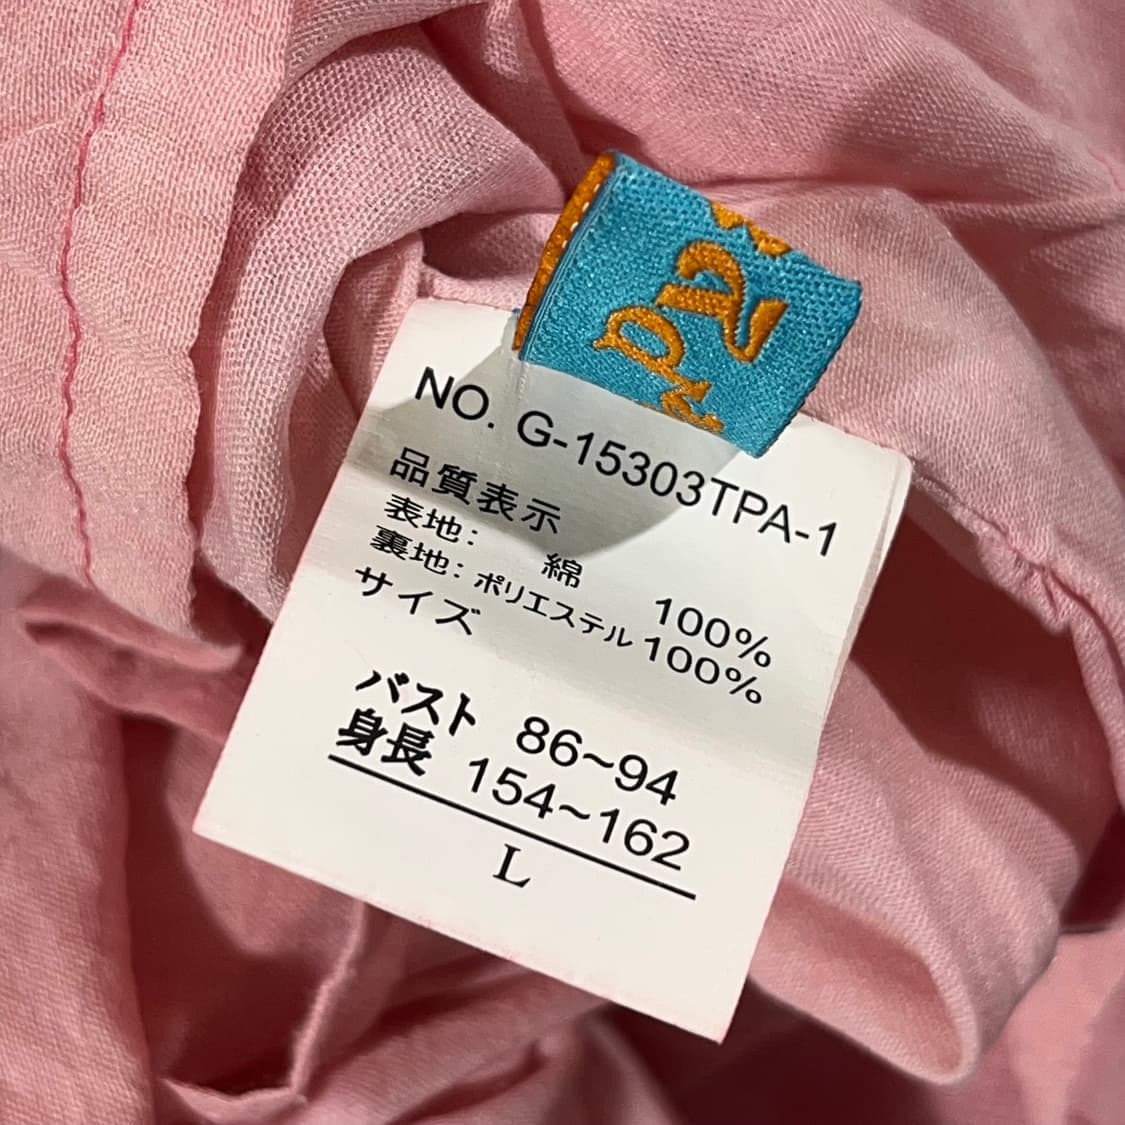 NO. G-15303TPA-1
品質表示
表地: 綿 100%
裏地: ポリエステル 100%
サイズ
バスト 86~94
身長 154~162
L